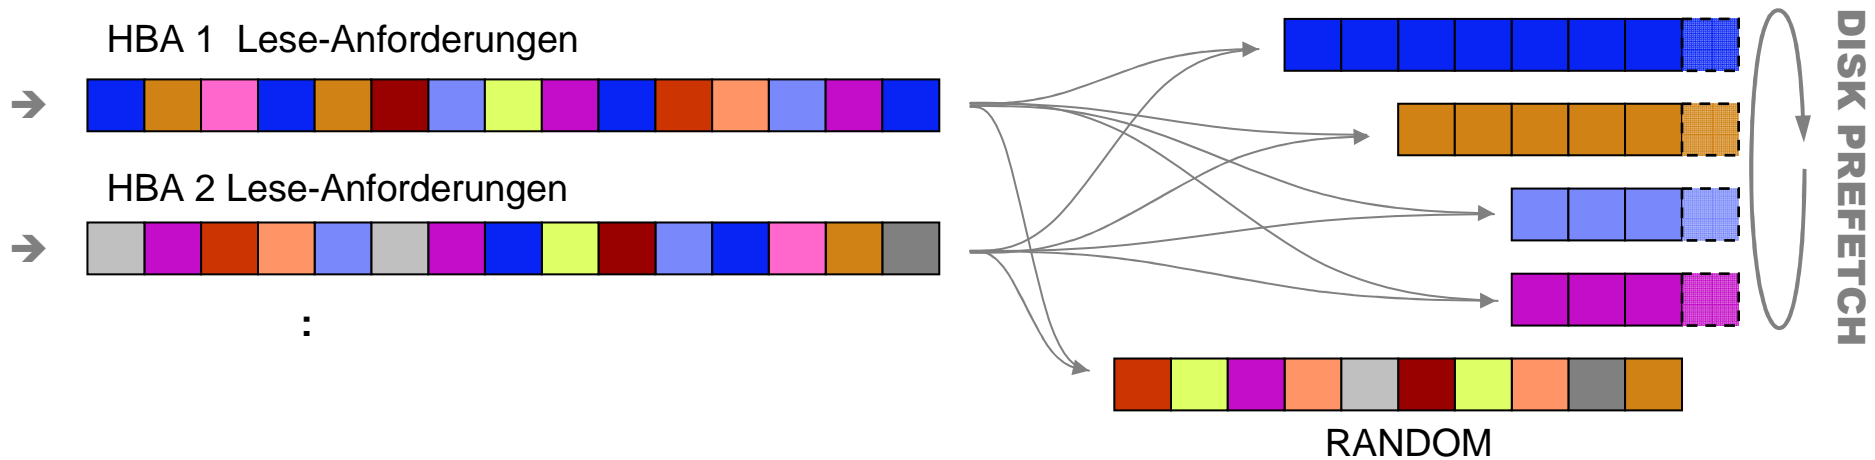 HBA 1 Lese-Anforderungen
HBA 2 Lese-Anforderungen
:
RANDOM
DISK PREFETCH